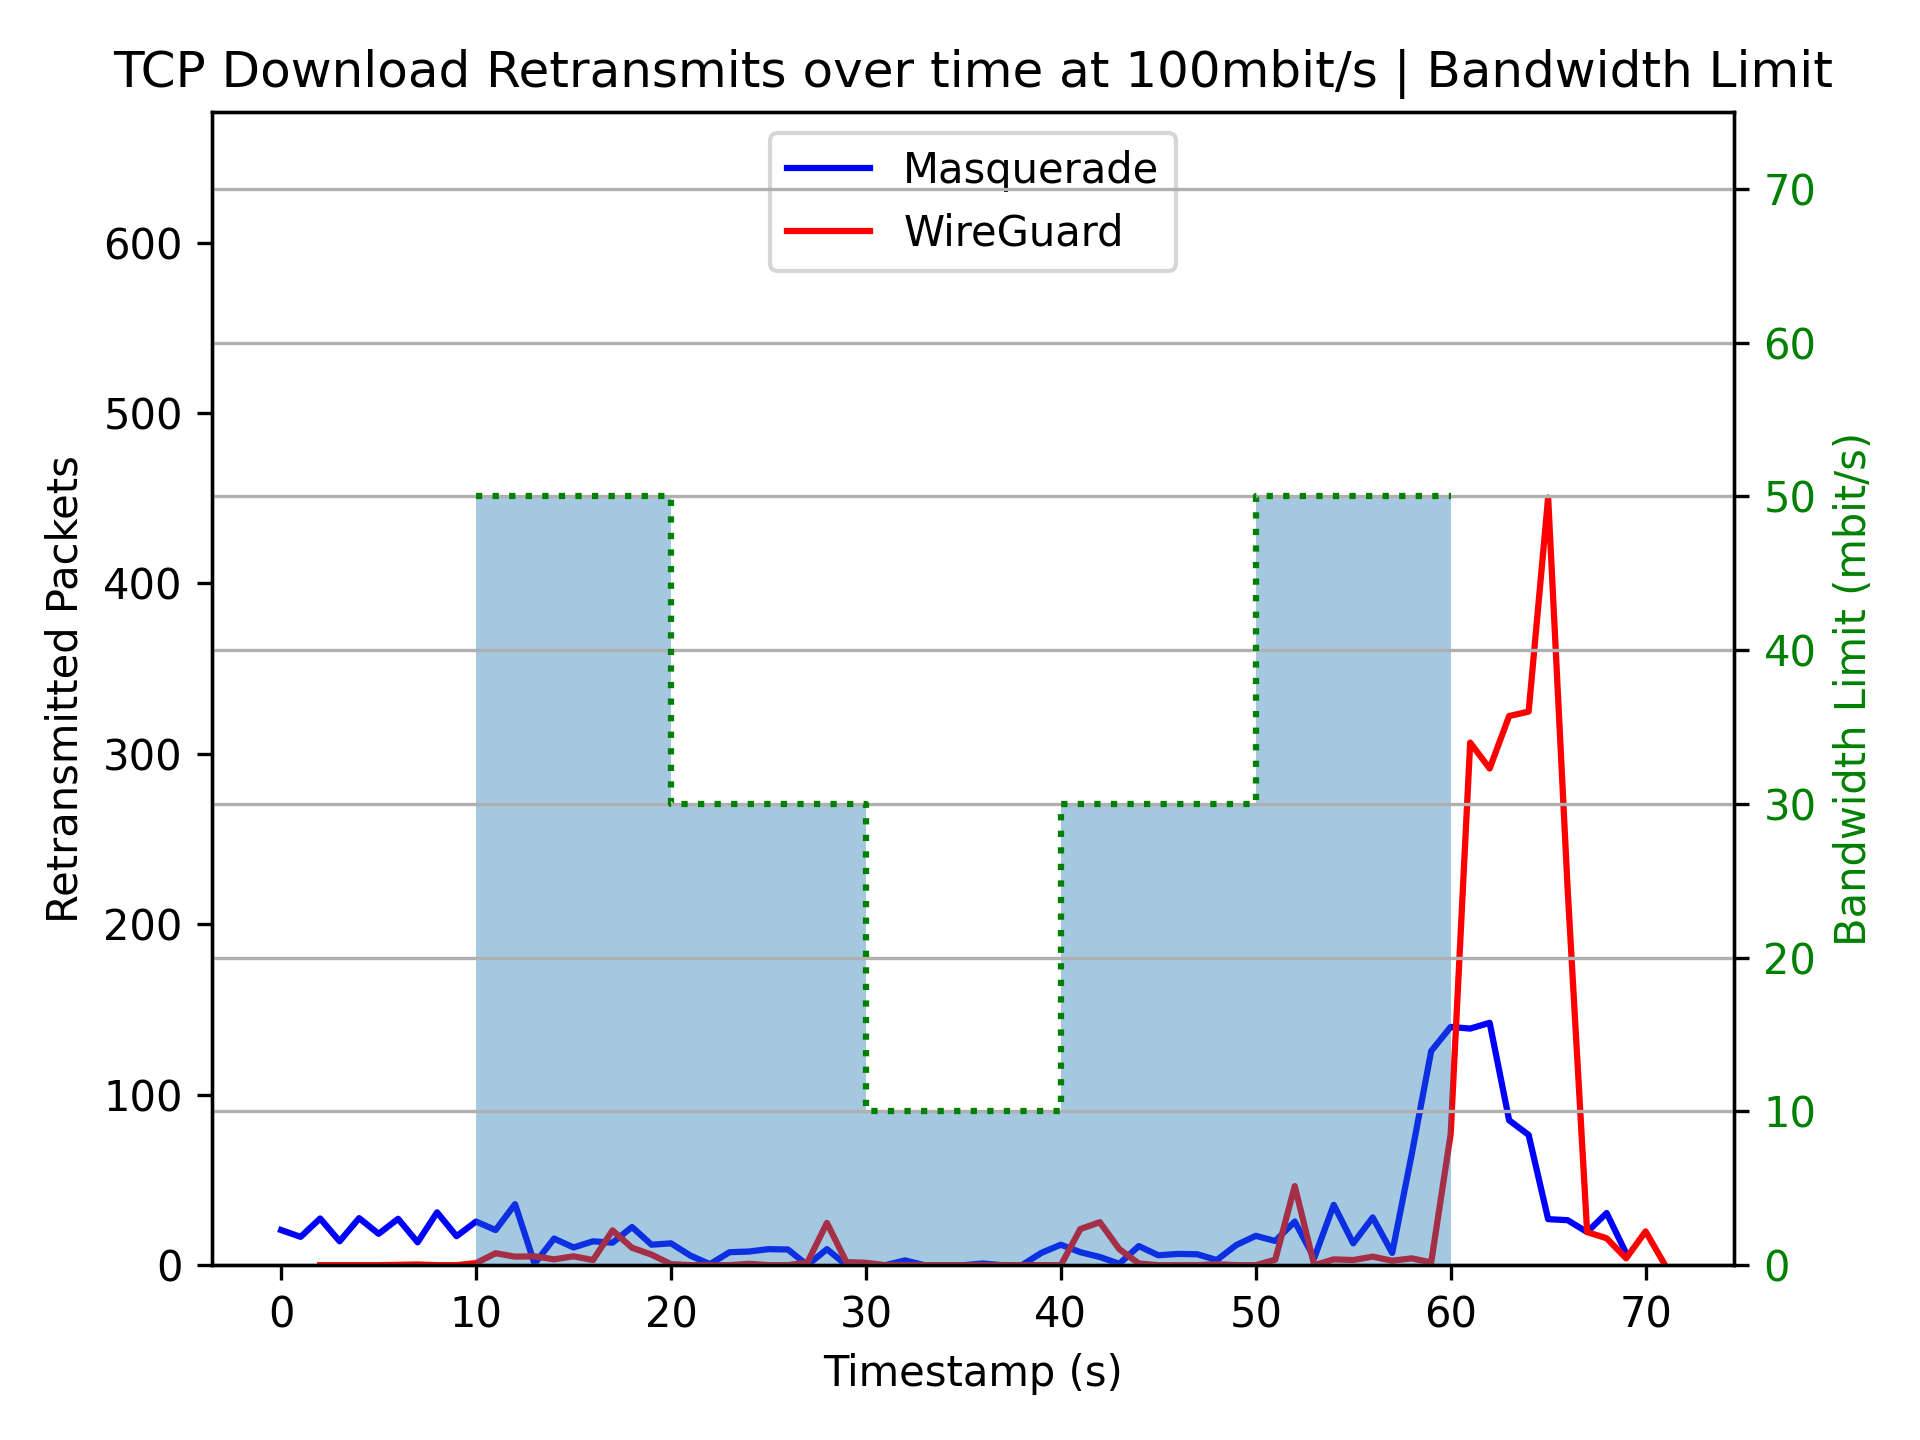 TCP Download Retransmits over time at 100mbit/s | Bandwidth Limit
Masquerade
WireGuard
Retransmitted Packets
600
500
400
300
200
100
0
70
60
50
40
30
20
10
0
Bandwidth Limit (mbit/s)
0 10 20 30 40 50 60 70
Timestamp (s)